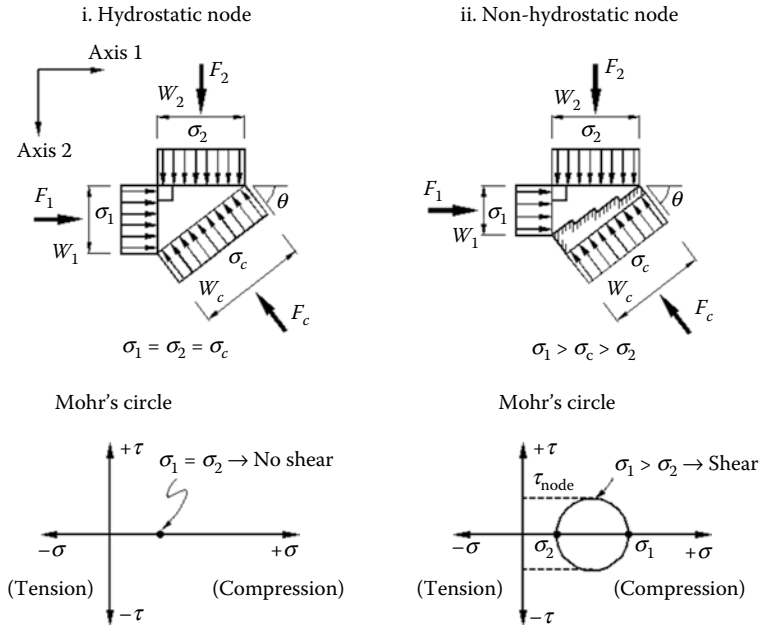 i. Hydrostatic node
Axis 1
Axis 2
F₂
W₂
σ₂
F₁
σ₁
W₁
θ
σc
Wc
Fc
σ₁ = σ₂ = σc
ii. Non-hydrostatic node
F₂
W₂
σ₂
F₁
σ₁
W₁
θ
σc
Wc
Fc
σ₁ > σc > σ₂
Mohr's circle
+τ
σ₁ = σ₂ → No shear
−σ
+σ
(Tension)
(Compression)
−τ
Mohr's circle
+τ
σ₁ > σ₂ → Shear
τnode
−σ
σ₂
σ₁
+σ
(Tension)
(Compression)
−τ